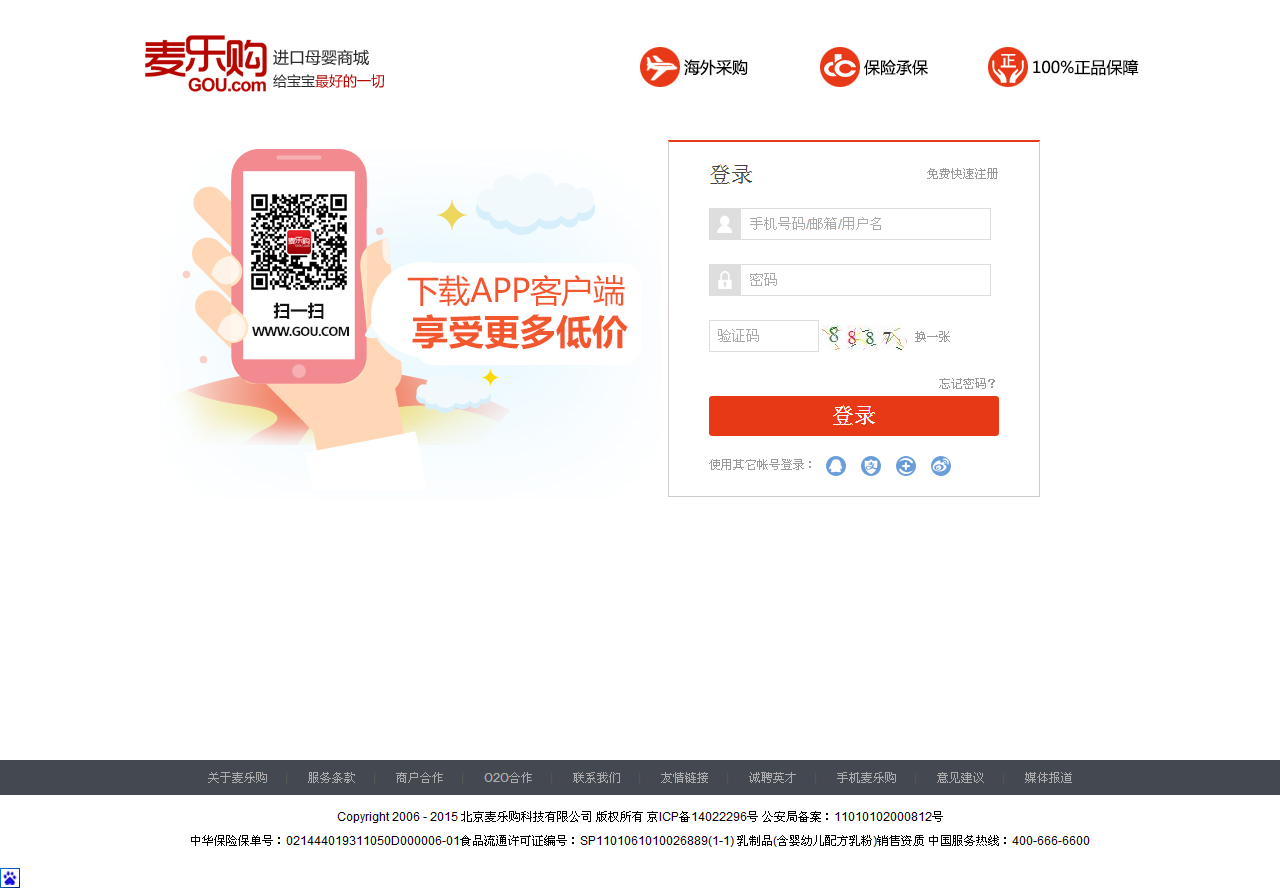 麦乐购
GOU.com
进口母婴商城
给宝宝最好的一切
海外采购
保险承保
正
100%正品保障
麦乐购
扫一扫
WWW.GOU.COM
下载APP客户端
享受更多低价
登录
免费快速注册
手机号码/邮箱/用户名
密码
验证码
8887
换一张
忘记密码?
登录
使用其它帐号登录：
关于麦乐购 | 服务条款 | 商户合作 | O2O合作 | 联系我们 | 友情链接 | 诚聘英才 | 手机麦乐购 | 意见建议 | 媒体报道
Copyright 2006 - 2015 北京麦乐购科技有限公司 版权所有 京ICP备14022296号 公安局备案：11010102000812号
中华保险保单号：021444019311050D000006-01食品流通许可证编号：SP1101061010026889(1-1) 乳制品(含婴幼儿配方乳粉)销售资质 中国服务热线：400-666-6600